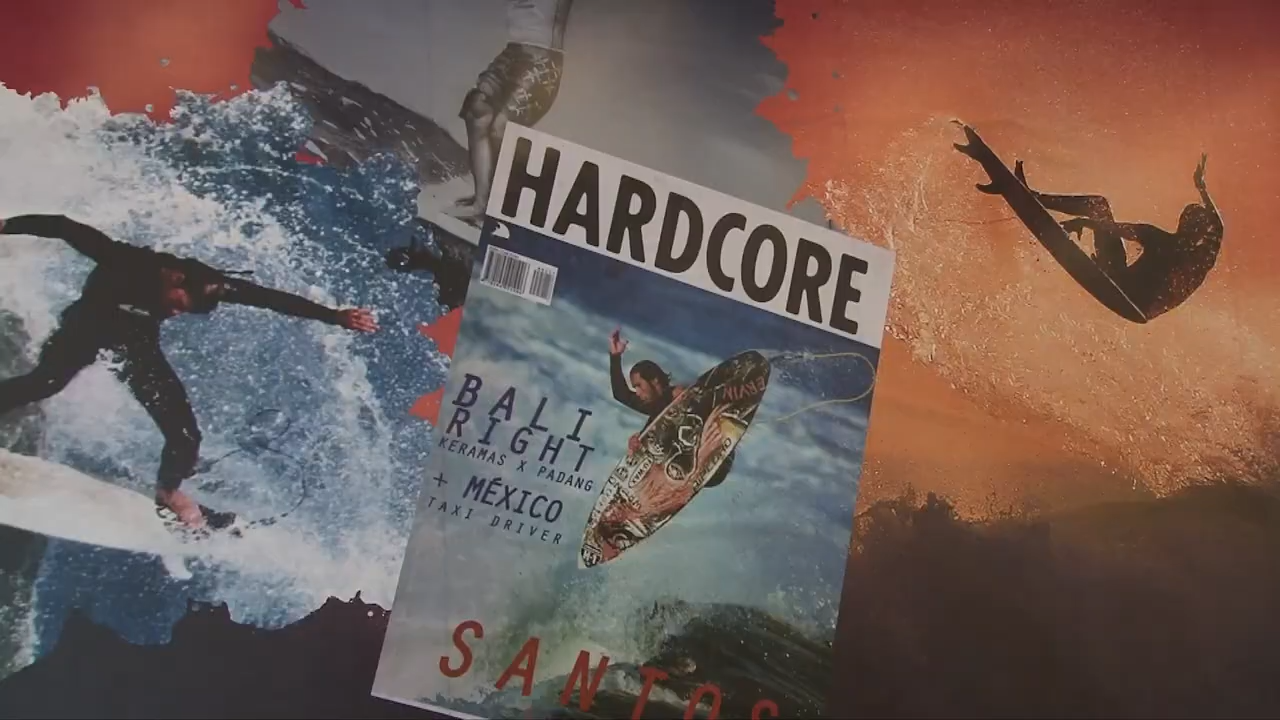 HARDCORE
BALI
RIGHT
KERAMAS X PADANG
+ MÉXICO
TAXI DRIVER
SANTOS